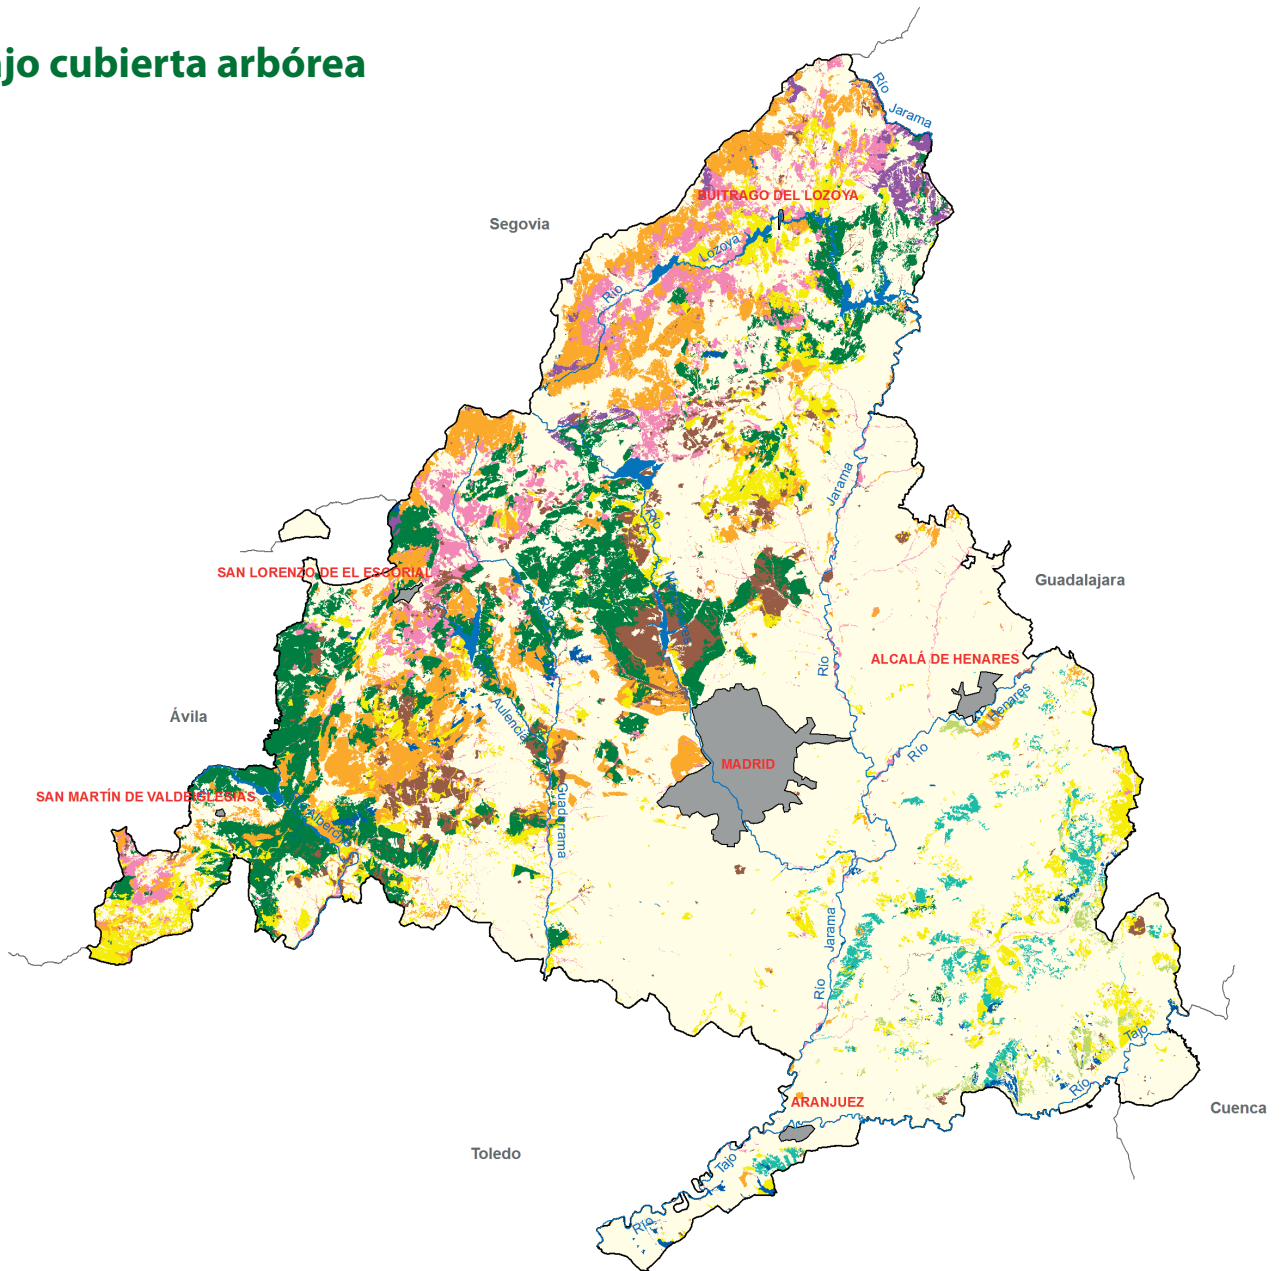 jo cubierta arbórea
Río
Jarama
BUITRAGO DEL LOZOYA
Segovia
Lozoya
Río
Jarama
Río
SAN LORENZO DE EL ESCORIAL
Guadalajara
Río
Río
ALCALÁ DE HENARES
Henares
Ávila
Aulencia
Río
MADRID
SAN MARTÍN DE VALDEIGLESIAS
Alberche
Guadarrama
Jarama
Río
Tajo
Río
ARANJUEZ
Cuenca
Toledo
Tajo
Río